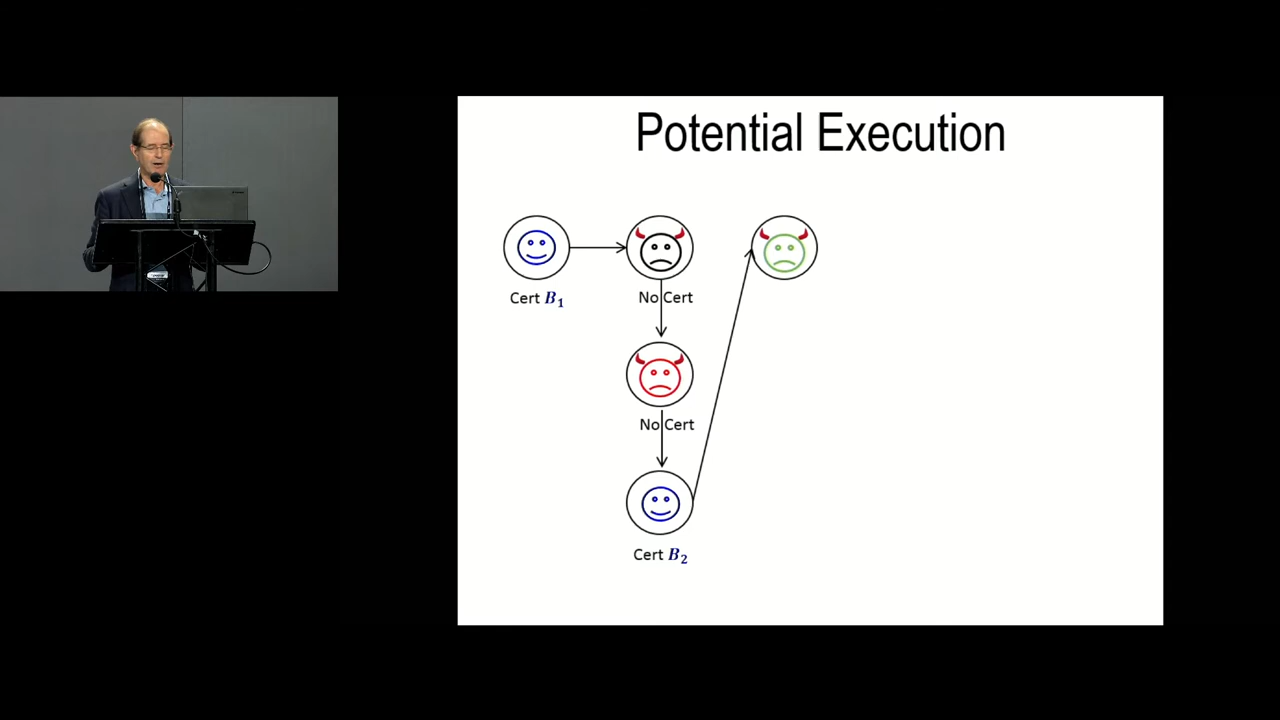 Potential Execution
Cert B₁
No Cert
No Cert
Cert B₂